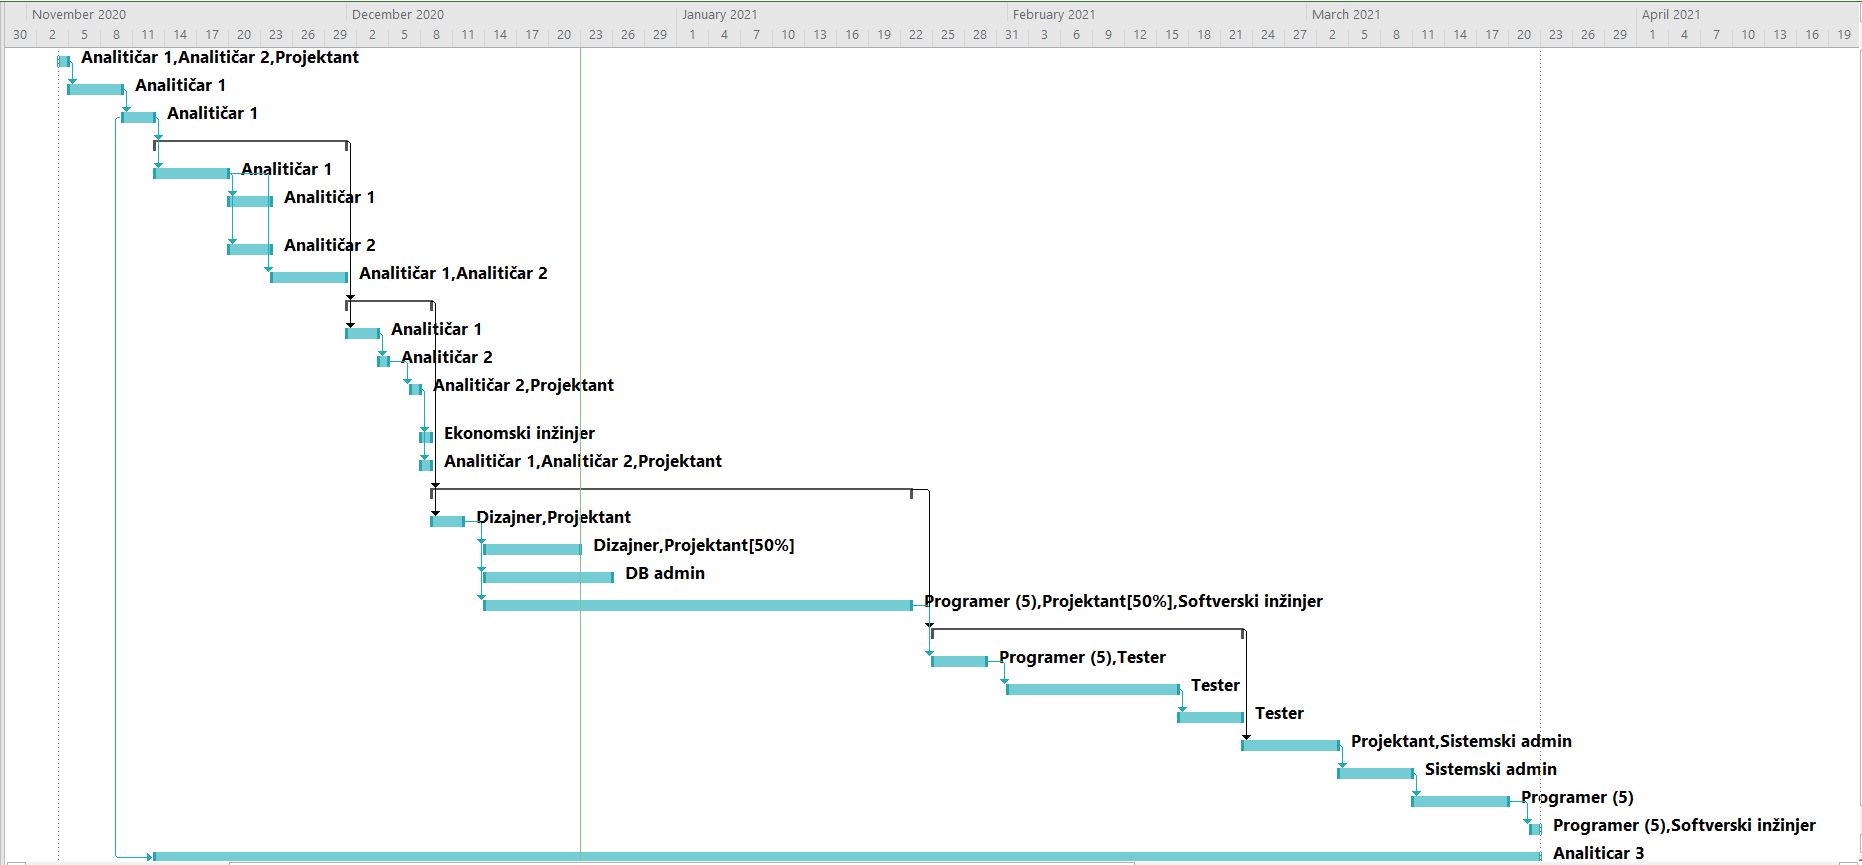 November 2020 December 2020 January 2021 February 2021 March 2021 April 2021
30 2 5 8 11 14 17 20 23 26 29 2 5 8 11 14 17 20 23 26 29 1 4 7 10 13 16 19 22 25 28 31 3 6 9 12 15 18 21 24 27 2 5 8 11 14 17 20 23 26 29 1 4 7 10 13 16 19
Analitičar 1,Analitičar 2,Projektant
Analitičar 1
Analitičar 1
Analitičar 1
Analitičar 1
Analitičar 2
Analitičar 1,Analitičar 2
Analitičar 1
Analitičar 2
Analitičar 2,Projektant
Ekonomski inžinjer
Analitičar 1,Analitičar 2,Projektant
Dizajner,Projektant
Dizajner,Projektant[50%]
DB admin
Programer (5),Projektant[50%],Softverski inžinjer
Programer (5),Tester
Tester
Tester
Projektant,Sistemski admin
Sistemski admin
Programer (5)
Programer (5),Softverski inžinjer
Analiticar 3